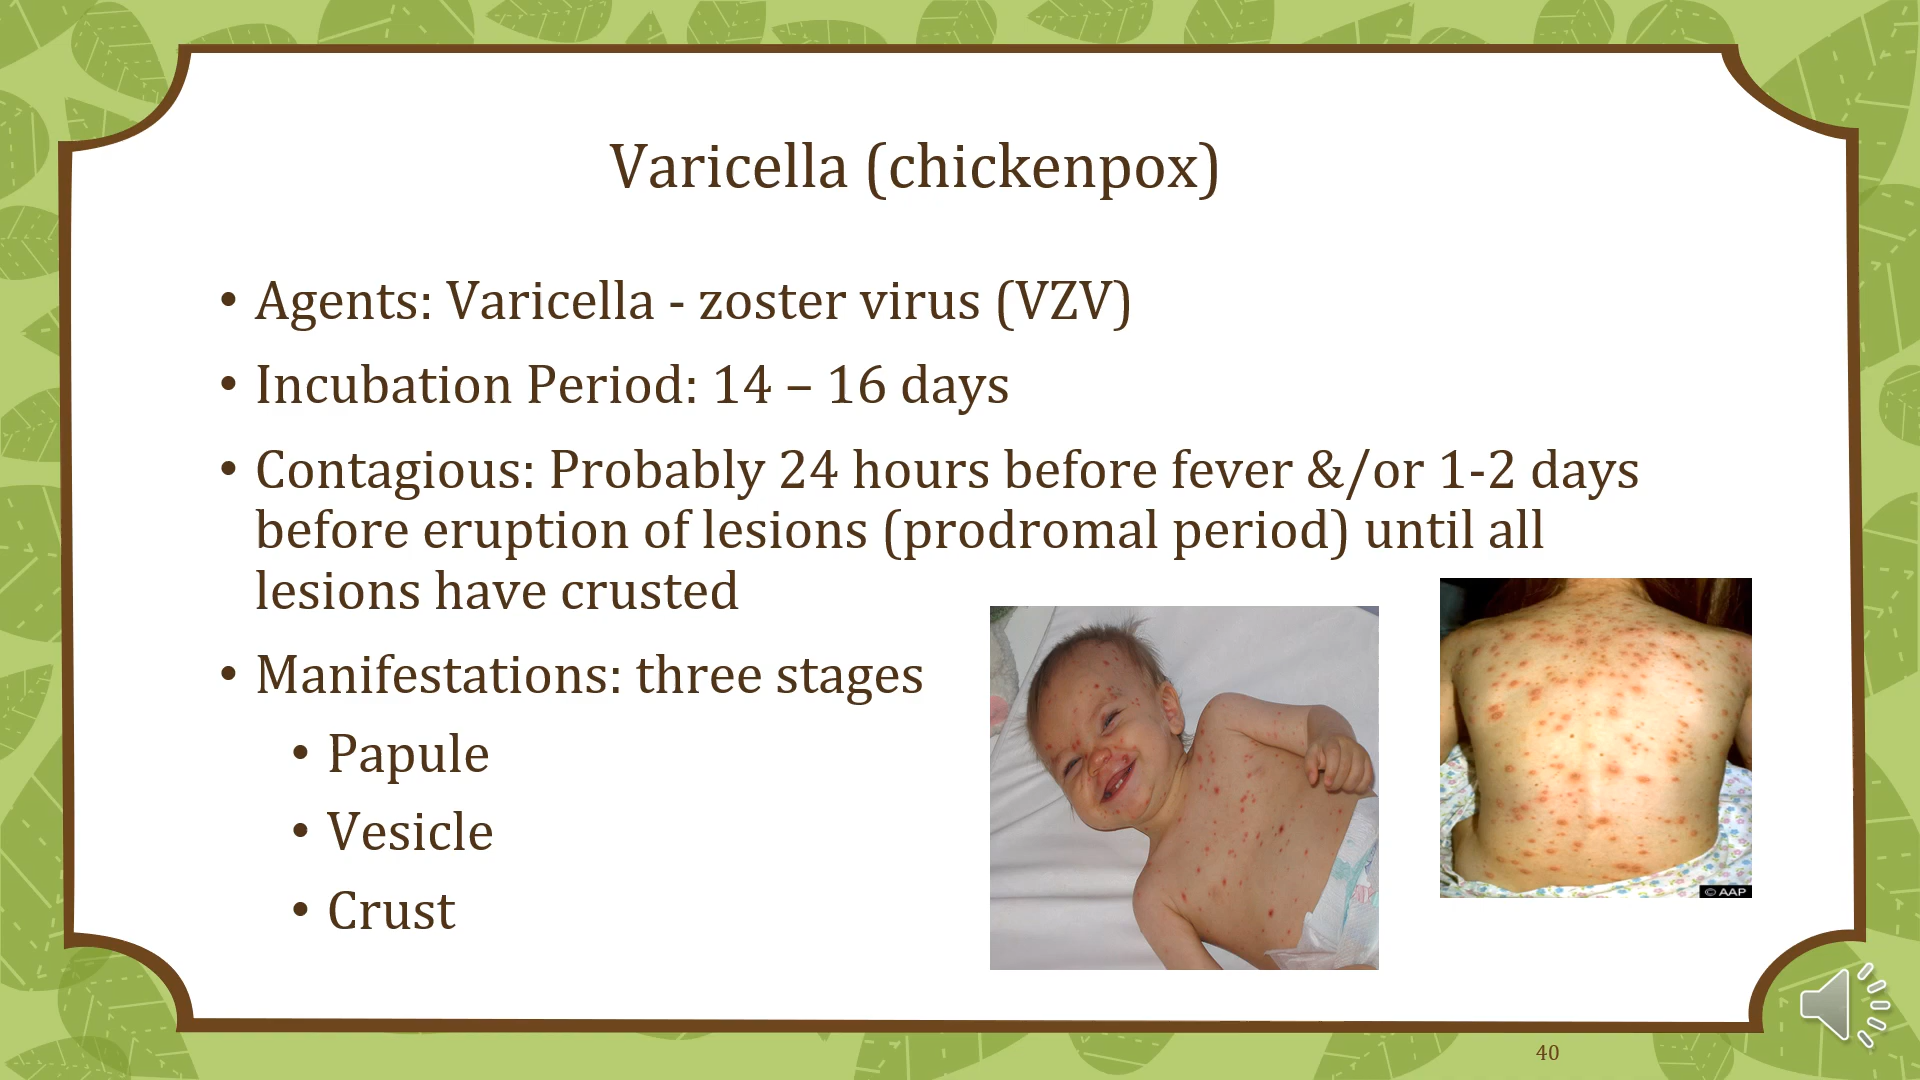 Varicella (chickenpox)
• Agents: Varicella - zoster virus (VZV)
• Incubation Period: 14 – 16 days
• Contagious: Probably 24 hours before fever &/or 1-2 days
before eruption of lesions (prodromal period) until all
lesions have crusted
• Manifestations: three stages
• Papule
• Vesicle
• Crust
© AAP
40